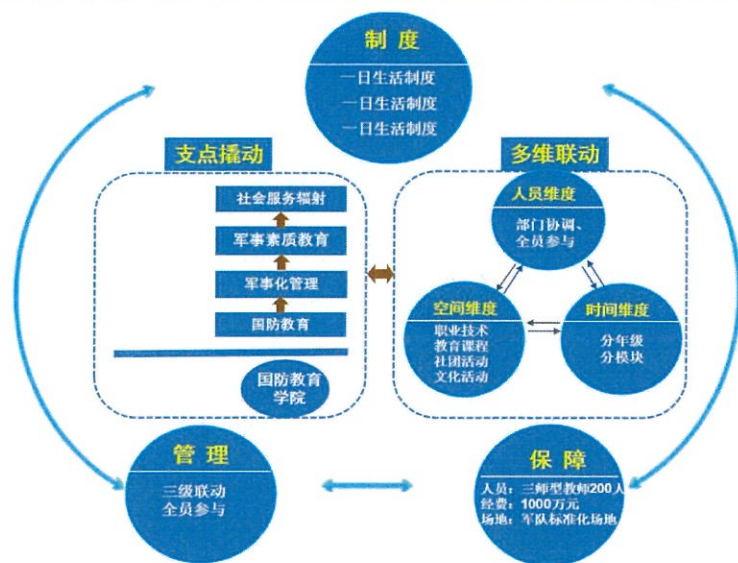 制 度
一日生活制度
一日生活制度
一日生活制度
支点撬动
社会服务辐射
军事素质教育
军事化管理
国防教育
国防教育
学院
多维联动
人员维度
部门协调、
全员参与
空间维度
职业技术
教育课程
社团活动
文化活动
时间维度
分年级
分模块
管 理
三级联动
全员参与
保 障
人员：三师型教师200人
经费：1000万元
场地：军队标准化场地